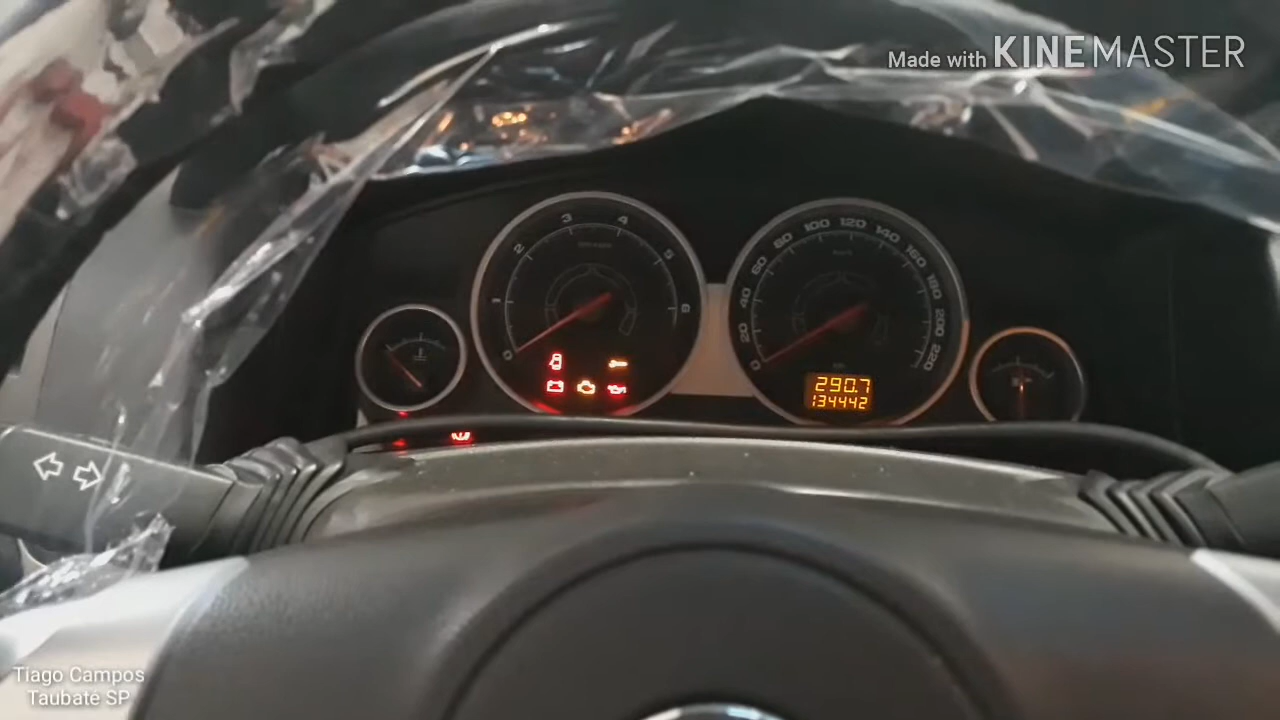 Made with KINEMASTER
0 1 2 3 4 5 6
0 20 40 60 80 100 120 140 160 180 200 220
290.7
134442
Tiago Campos
Taubaté SP